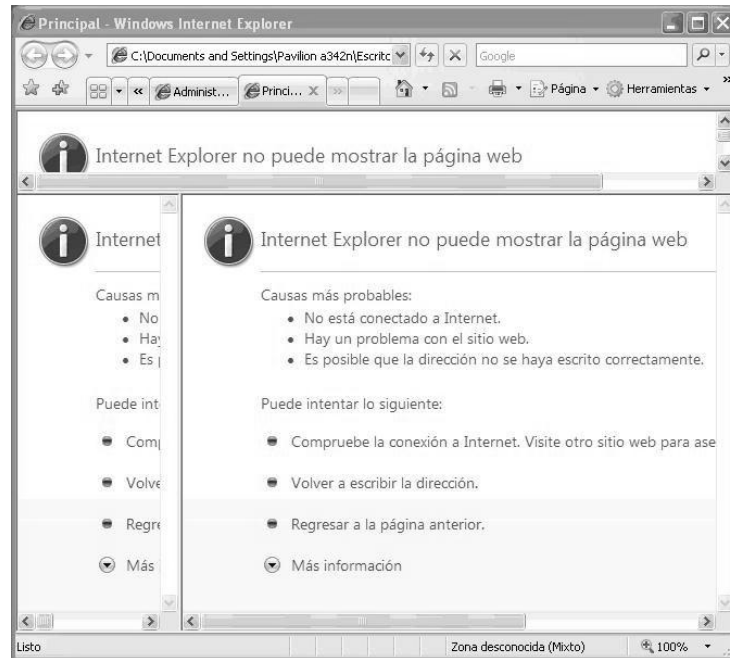 Principal - Windows Internet Explorer
C:\Documents and Settings\Pavilion a342n\Escritc
Google
Administ...
Princi...
Página
Herramientas
Internet Explorer no puede mostrar la página web
Internet
Causas m
No
Hay
Es p
Puede int
Comp
Volve
Regre
Más
Internet Explorer no puede mostrar la página web
Causas más probables:
No está conectado a Internet.
Hay un problema con el sitio web.
Es posible que la dirección no se haya escrito correctamente.
Puede intentar lo siguiente:
Compruebe la conexión a Internet. Visite otro sitio web para ase
Volver a escribir la dirección.
Regresar a la página anterior.
Más información
Listo
Zona desconocida (Mixto)
100%